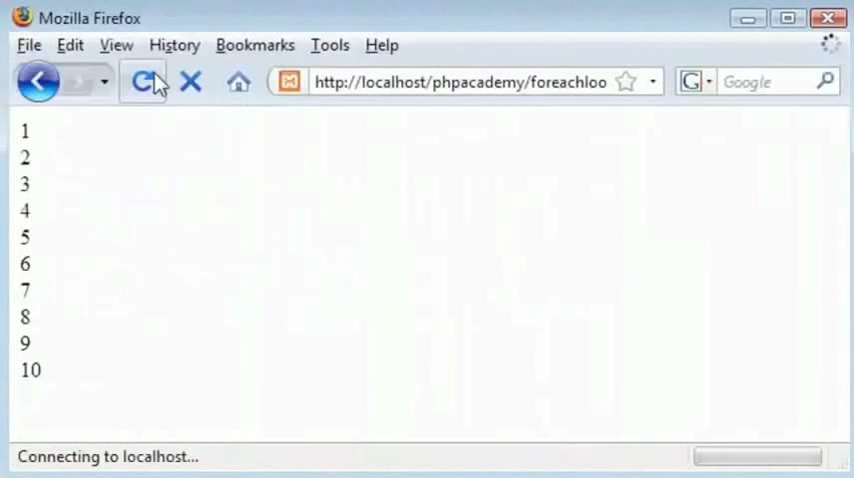 Mozilla Firefox
File Edit View History Bookmarks Tools Help
http://localhost/phpacademy/foreachloo G Google
1
2
3
4
5
6
7
8
9
10
Connecting to localhost...